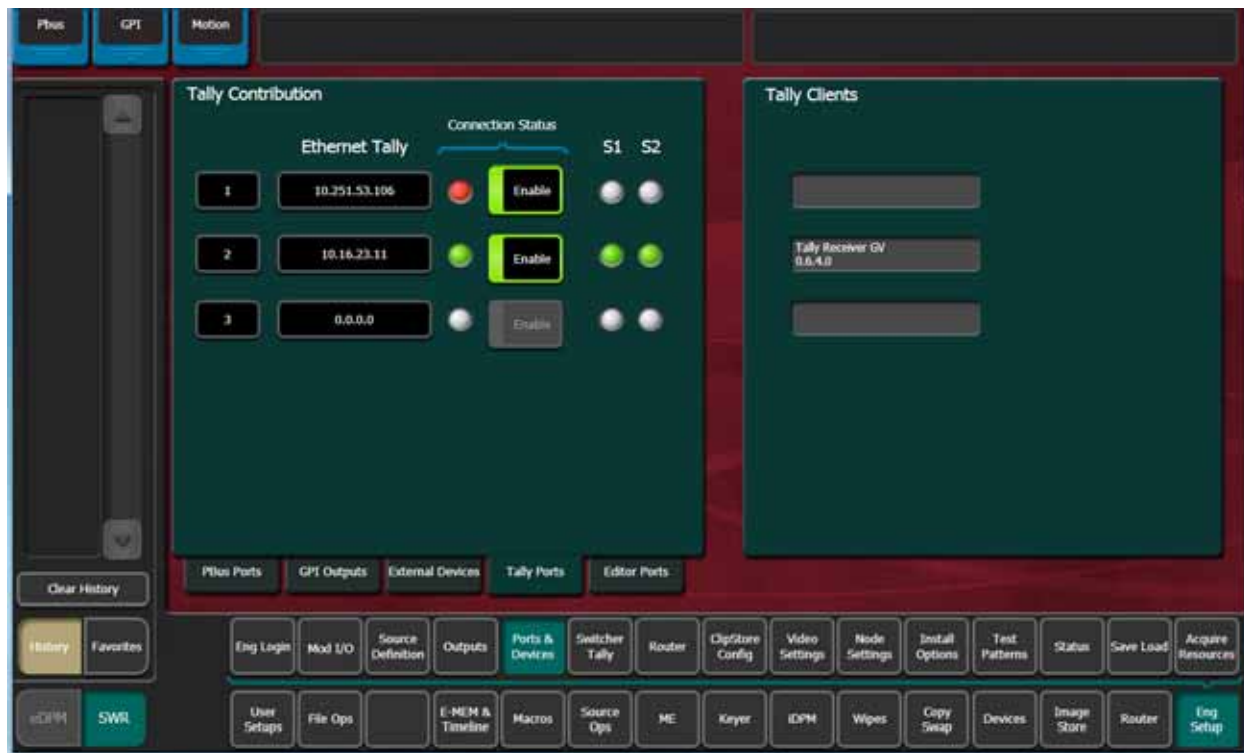 Pbus GPI Motion
Tally Contribution
Tally Clients
Connection Status
Ethernet Tally S1 S2
1 10.251.53.106 Enable
2 10.16.23.11 Enable
Tally Receiver GV
0.6.4.0
3 0.0.0.0 Enable
PBus Ports GPI Outputs External Devices Tally Ports Editor Ports
Clear History
History Favorites
Eng Login Mod I/O Source Definition Outputs Ports & Devices Switcher Tally Router ClipStore Config Video Settings Node Settings Install Options Test Patterns Status Save Load Acquire Resources
eDPM SWR
User Setups File Ops E-MEM & Timeline Macros Source Ops ME Keyer iDPM Wipes Copy Swap Devices Image Store Router Eng Setup